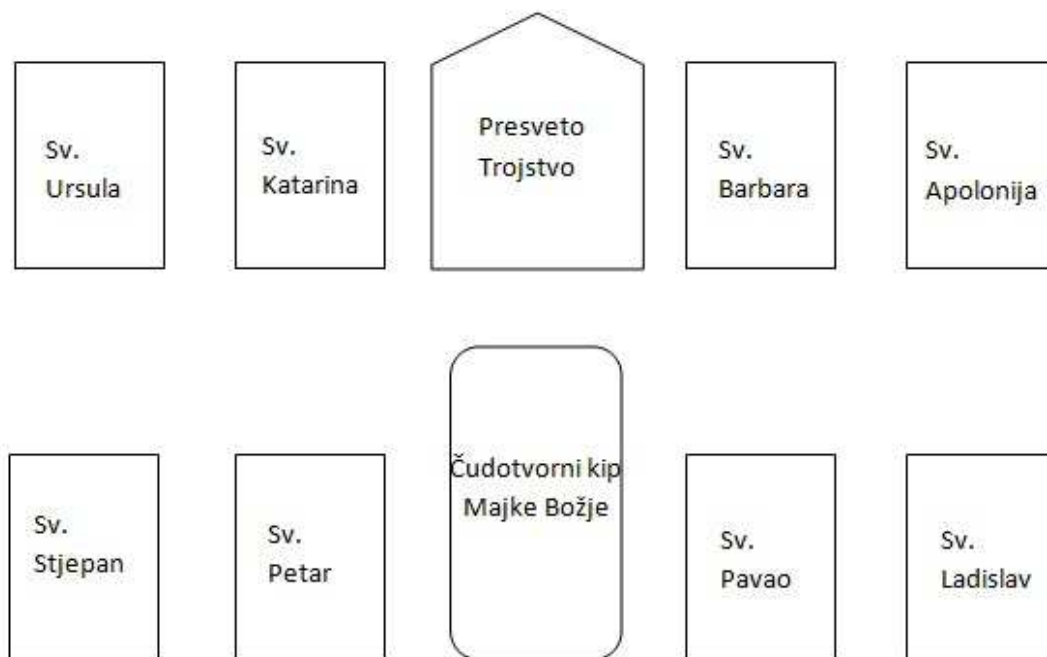 Sv.
Ursula
Sv.
Katarina
Presveto
Trojstvo
Sv.
Barbara
Sv.
Apolonija
Sv.
Stjepan
Sv.
Petar
Čudotvorni kip
Majke Božje
Sv.
Pavao
Sv.
Ladislav